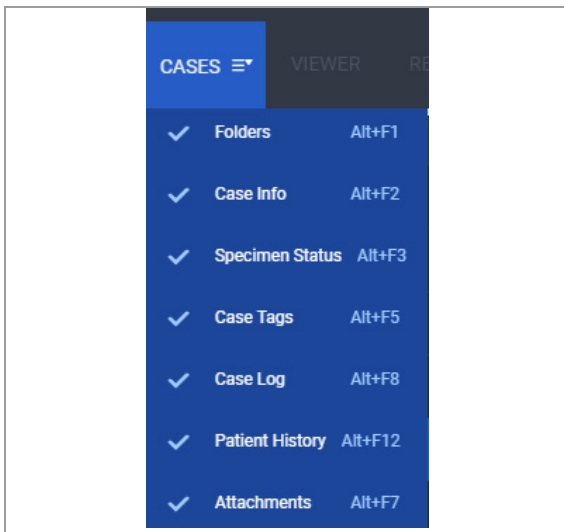 CASES VIEWER RE
Folders Alt+F1
Case Info Alt+F2
Specimen Status Alt+F3
Case Tags Alt+F5
Case Log Alt+F8
Patient History Alt+F12
Attachments Alt+F7